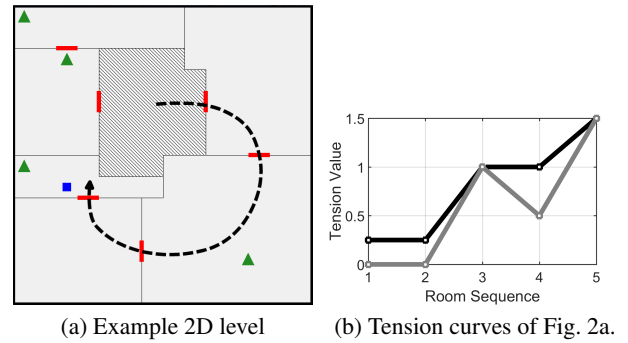 1.5
1
0.5
0
Tension Value
1 2 3 4 5
Room Sequence
(a) Example 2D level
(b) Tension curves of Fig. 2a.